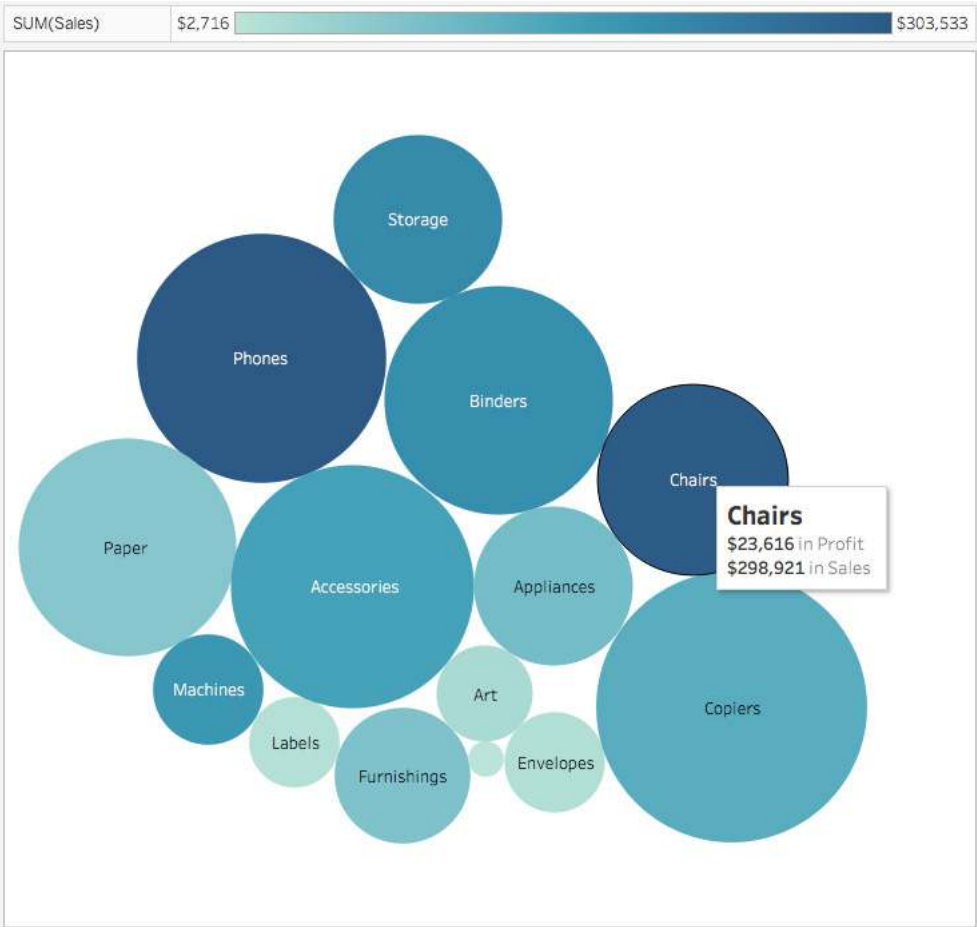 SUM(Sales)
$2,716
$303,533
Storage
Phones
Binders
Chairs
Chairs
$23,616 in Profit
$298,921 in Sales
Paper
Accessories
Appliances
Machines
Art
Copiers
Labels
Envelopes
Furnishings